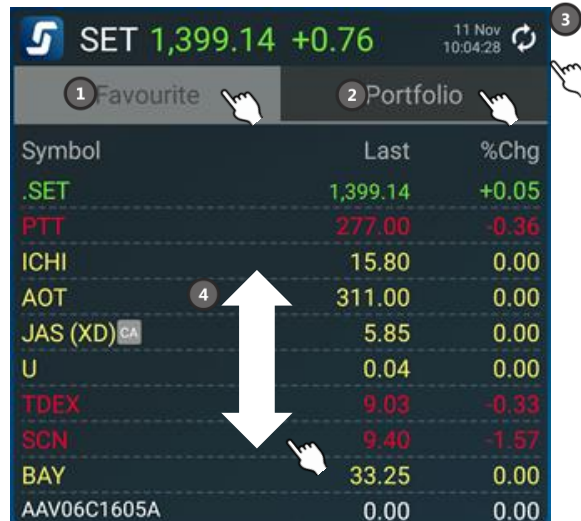 SET 1,399.14 +0.76 11 Nov 10:04:28 3
1 Favourite 2 Portfolio
Symbol Last %Chg
.SET 1,399.14 +0.05
PTT 277.00 -0.36
ICHI 15.80 0.00
AOT 4 311.00 0.00
JAS (XD) CA 5.85 0.00
U 0.04 0.00
TDEX 9.03 -0.33
SCN 9.40 -1.57
BAY 33.25 0.00
AAV06C1605A 0.00 0.00